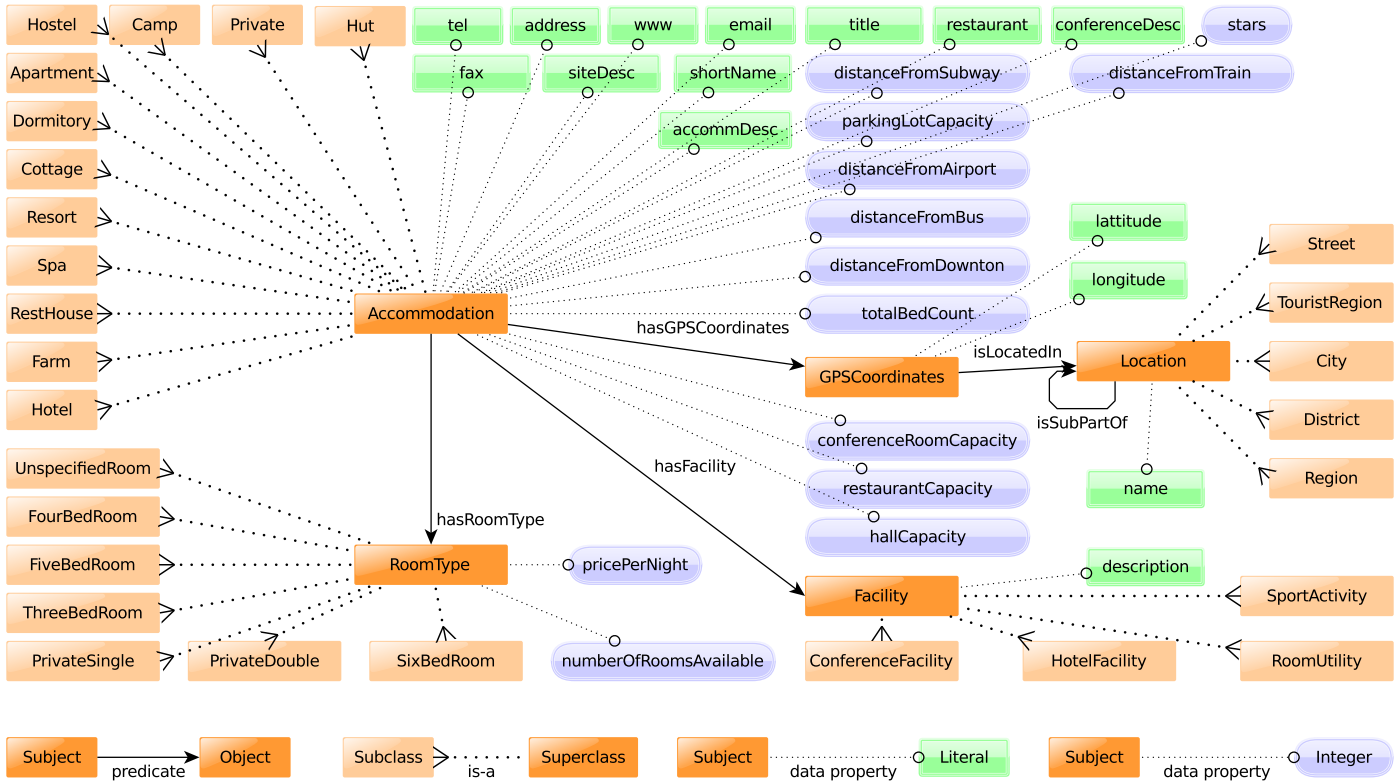 Hostel
Camp
Private
Hut
tel
address
www
email
title
restaurant
conferenceDesc
stars
Apartment
fax
siteDesc
shortName
distanceFromSubway
distanceFromTrain
Dormitory
accommDesc
parkingLotCapacity
Cottage
distanceFromAirport
Resort
distanceFromBus
lattitude
Street
Spa
distanceFromDownton
longitude
RestHouse
Accommodation
hasGPSCoordinates
totalBedCount
TouristRegion
Farm
GPSCoordinates
isLocatedIn
Location
City
Hotel
isSubPartOf
District
conferenceRoomCapacity
UnspecifiedRoom
hasFacility
restaurantCapacity
name
Region
FourBedRoom
hasRoomType
hallCapacity
FiveBedRoom
RoomType
pricePerNight
description
ThreeBedRoom
Facility
SportActivity
PrivateSingle
PrivateDouble
SixBedRoom
numberOfRoomsAvailable
ConferenceFacility
HotelFacility
RoomUtility
Subject
predicate
Object
Subclass
is-a
Superclass
Subject
data property
Literal
Subject
data property
Integer